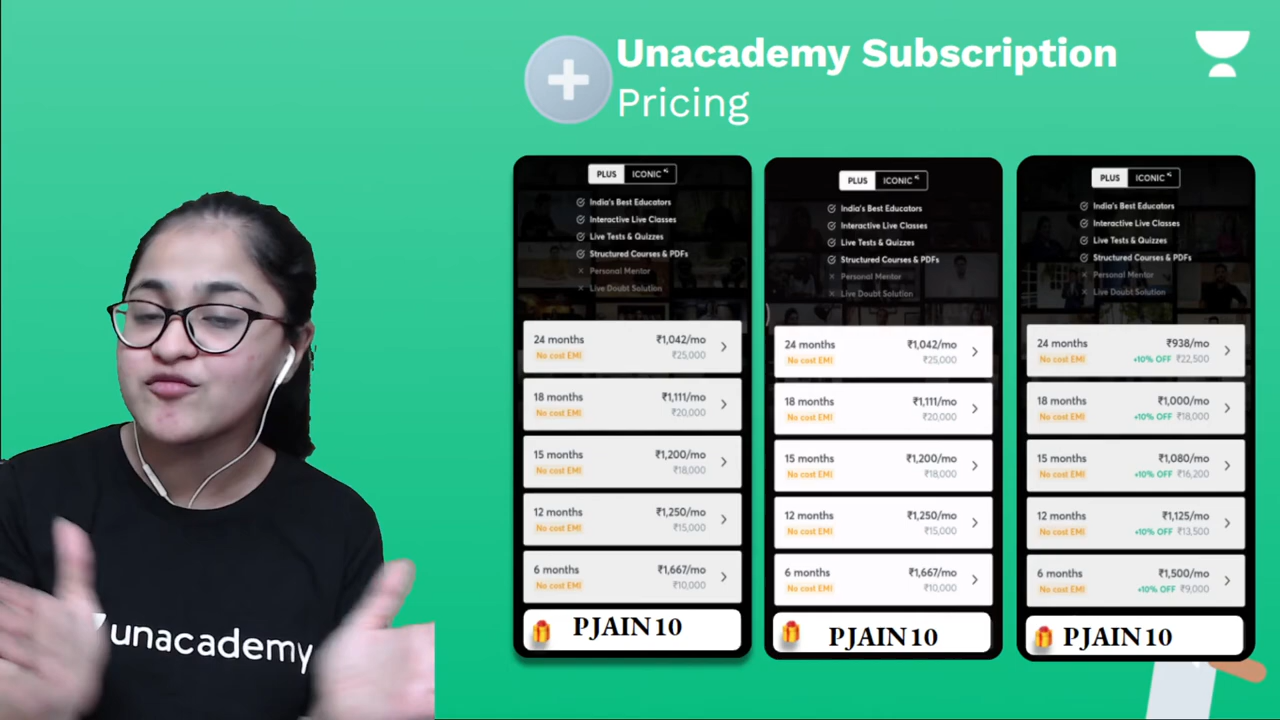 Unacademy Subscription
Pricing
PLUS ICONIC
India's Best Educators
Interactive Live Classes
Live Tests & Quizzes
Structured Courses & PDFs
Personal Mentor
Live Doubt Solution
24 months ₹1,042/mo
No cost EMI ₹25,000
18 months ₹1,111/mo
No cost EMI ₹20,000
15 months ₹1,200/mo
No cost EMI ₹18,000
12 months ₹1,250/mo
No cost EMI ₹15,000
6 months ₹1,667/mo
No cost EMI ₹10,000
PJAIN10
PLUS ICONIC
India's Best Educators
Interactive Live Classes
Live Tests & Quizzes
Structured Courses & PDFs
Personal Mentor
Live Doubt Solution
24 months ₹1,042/mo
No cost EMI ₹25,000
18 months ₹1,111/mo
No cost EMI ₹20,000
15 months ₹1,200/mo
No cost EMI ₹18,000
12 months ₹1,250/mo
No cost EMI ₹15,000
6 months ₹1,667/mo
No cost EMI ₹10,000
PJAIN10
PLUS ICONIC
India's Best Educators
Interactive Live Classes
Live Tests & Quizzes
Structured Courses & PDFs
Personal Mentor
Live Doubt Solution
24 months ₹938/mo
No cost EMI +10% OFF ₹22,500
18 months ₹1,000/mo
No cost EMI +10% OFF ₹18,000
15 months ₹1,080/mo
No cost EMI +10% OFF ₹16,200
12 months ₹1,125/mo
No cost EMI +10% OFF ₹13,500
6 months ₹1,500/mo
No cost EMI +10% OFF ₹9,000
PJAIN10
unacademy